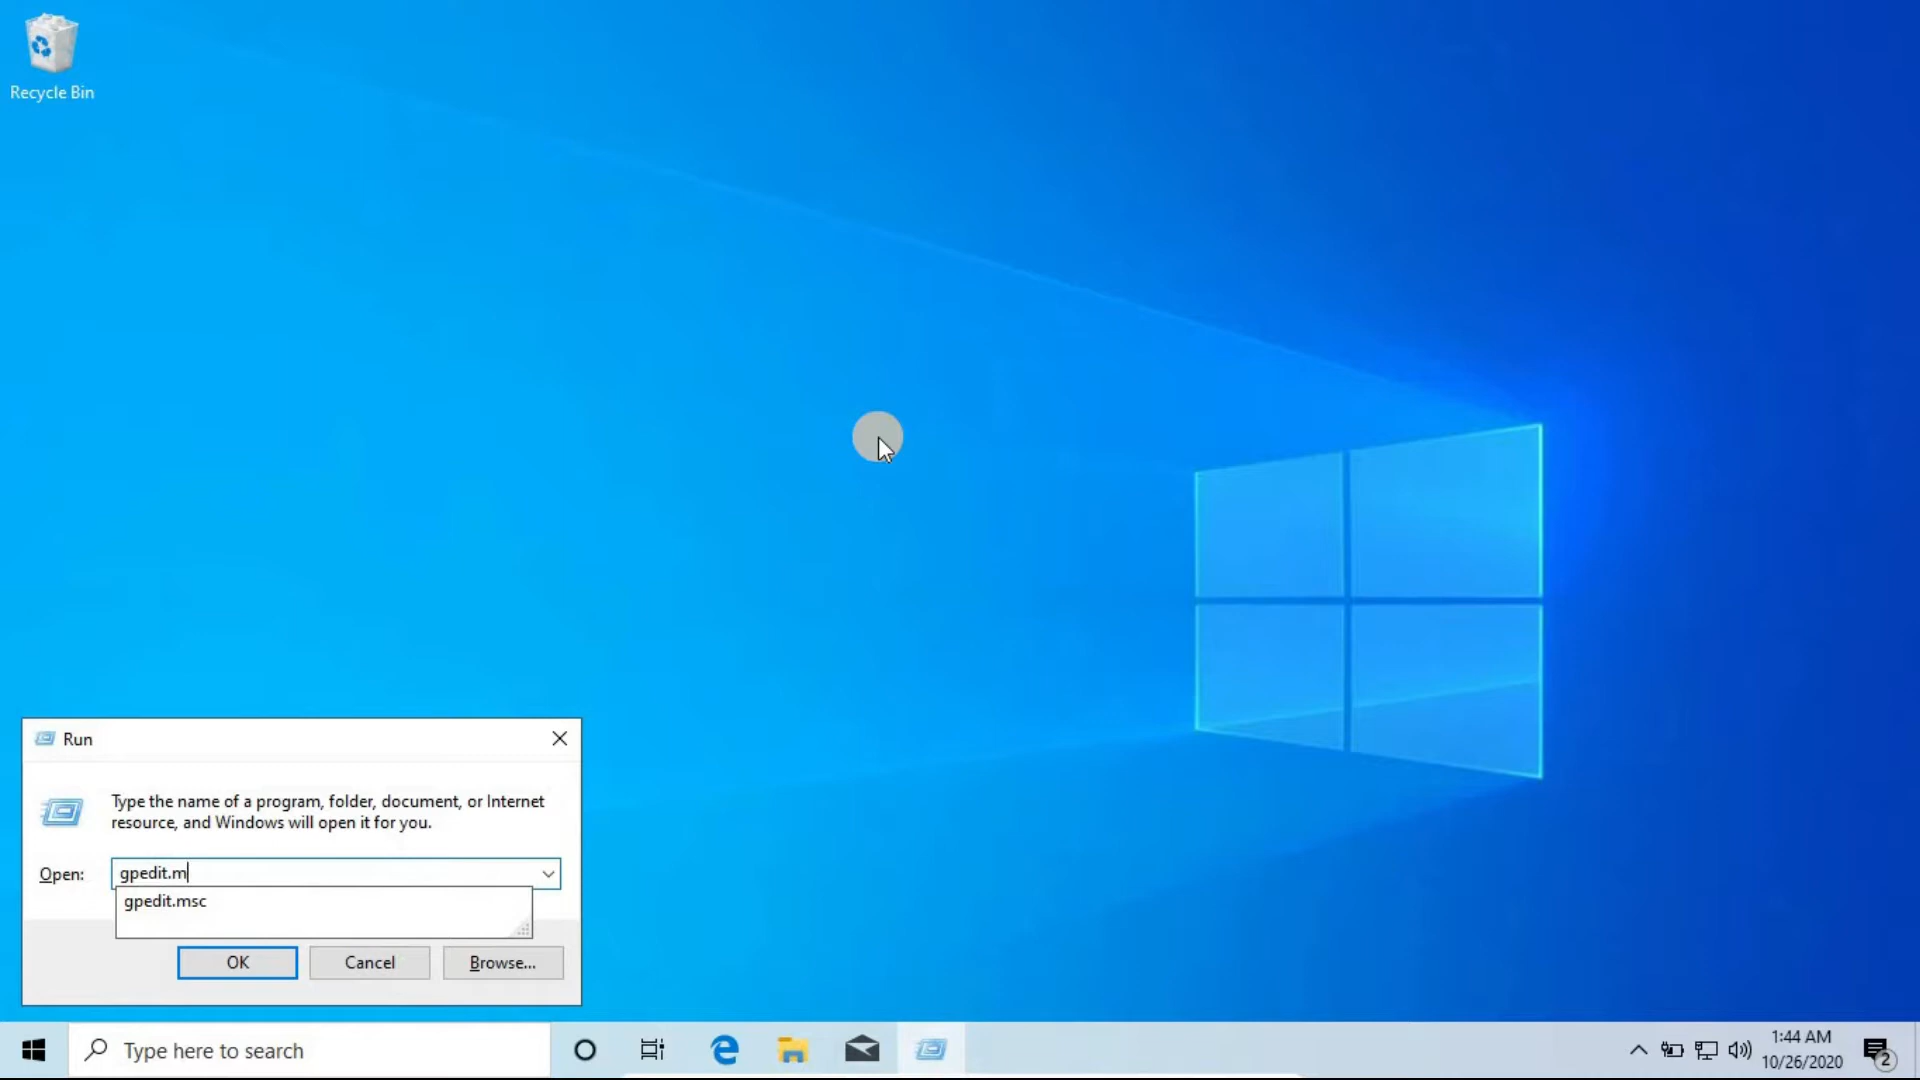 Recycle Bin
Run
Type the name of a program, folder, document, or Internet
resource, and Windows will open it for you.
Open:
gpedit.m
gpedit.msc
OK
Cancel
Browse...
Type here to search
1:44 AM
10/26/2020
2